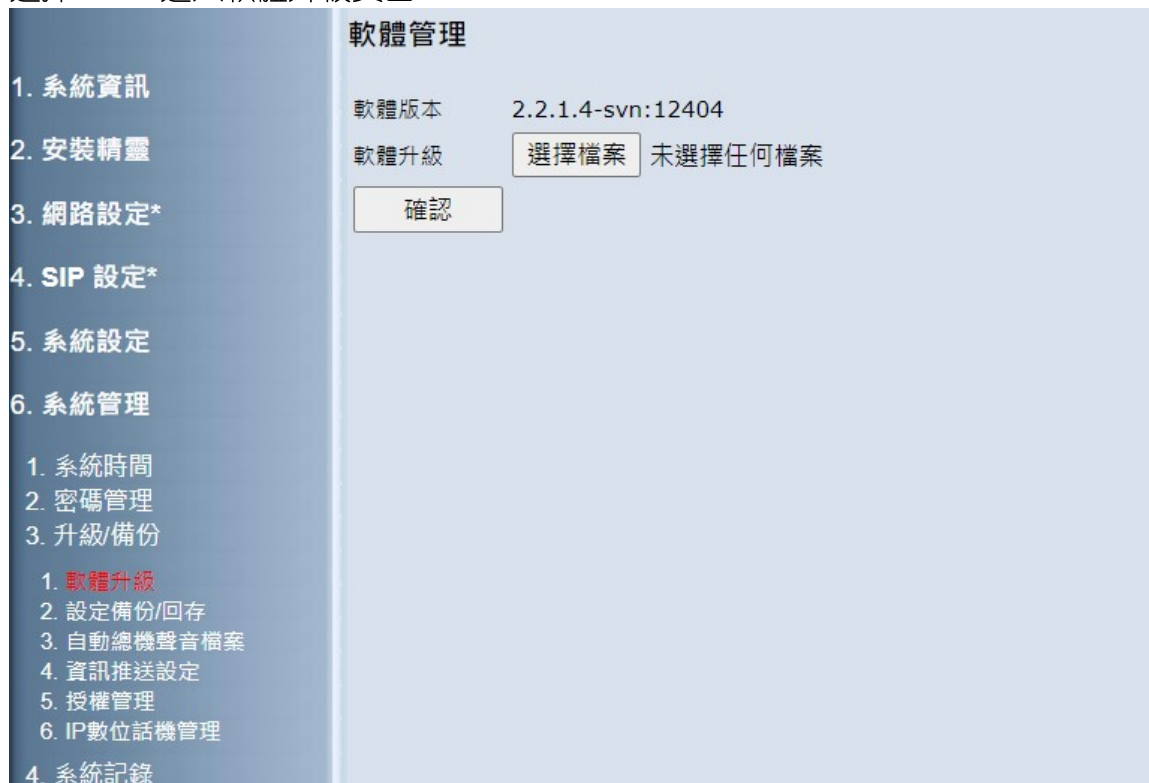 軟體管理
1. 系統資訊
2. 安裝精靈
3. 網路設定*
4. SIP 設定*
5. 系統設定
6. 系統管理
1. 系統時間
2. 密碼管理
3. 升級/備份
1. 軟體升級
2. 設定備份/回存
3. 自動總機聲音檔案
4. 資訊推送設定
5. 授權管理
6. IP數位話機管理
4. 系統記錄
軟體版本 2.2.1.4-svn:12404
軟體升級 選擇檔案 未選擇任何檔案
確認